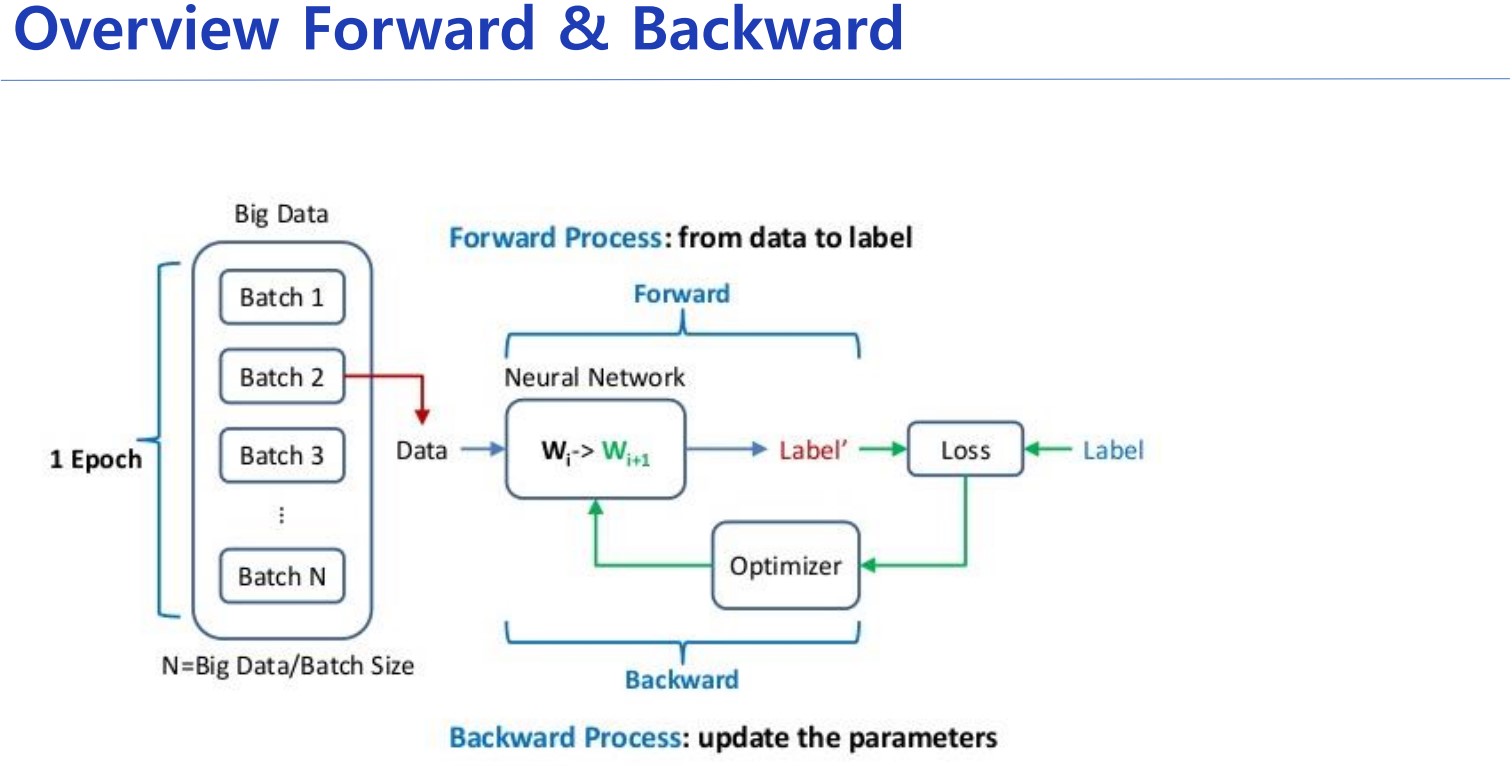 Overview Forward & Backward
Big Data
Forward Process: from data to label
Forward
Batch 1
Batch 2
Batch 3
⋮
Batch N
1 Epoch
N=Big Data/Batch Size
Data
Neural Network
Wi-> Wi+1
Label’
Loss
Label
Optimizer
Backward
Backward Process: update the parameters